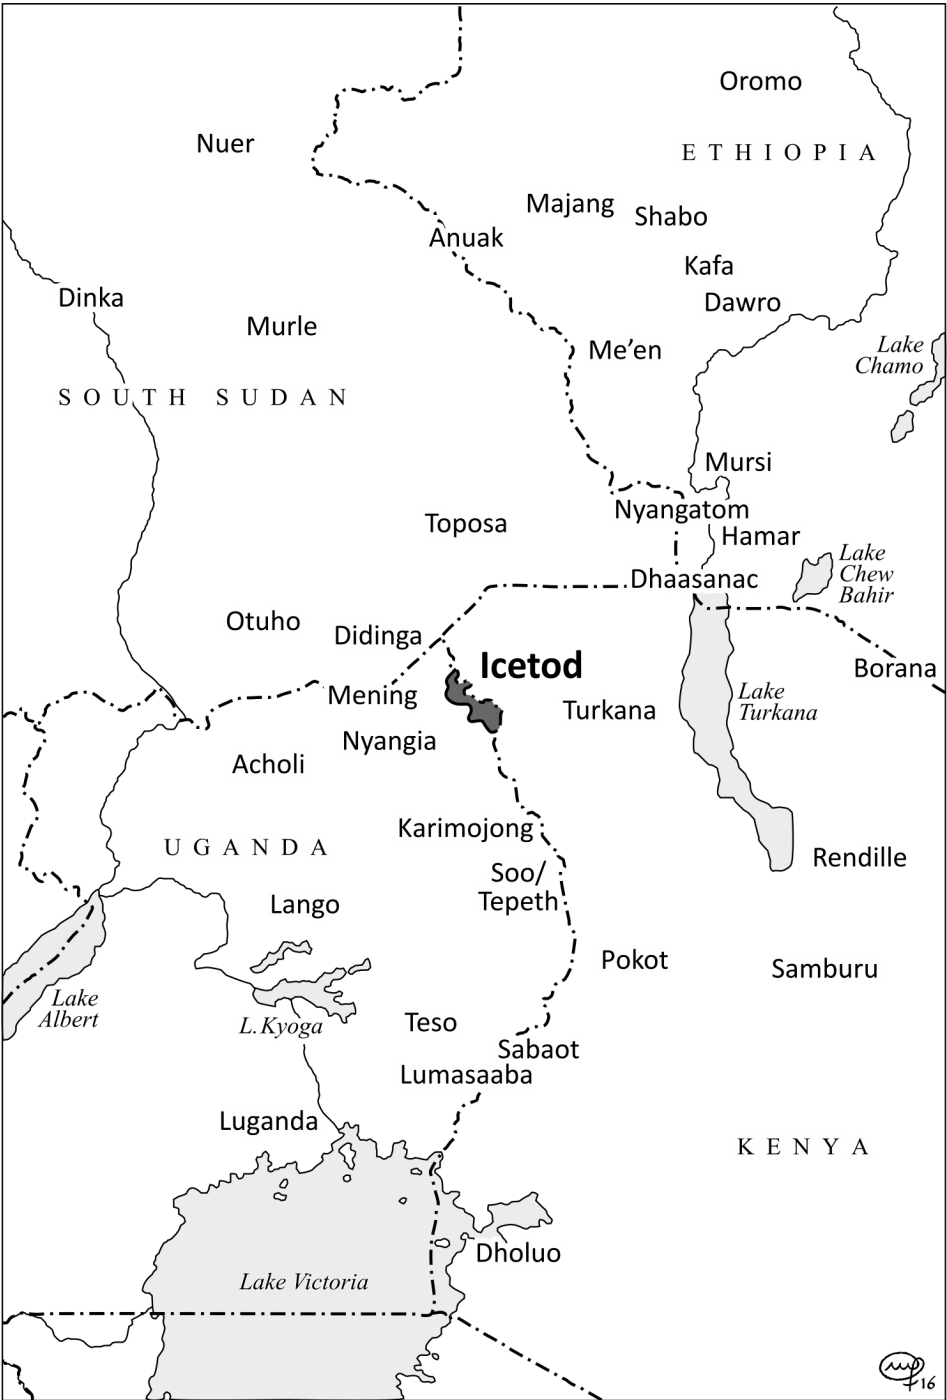 Oromo
Nuer
ETHIOPIA
Majang
Shabo
Anuak
Kafa
Dinka
Dawro
Murle
Me’en
Lake
Chamo
SOUTH SUDAN
Mursi
Nyangatom
Toposa
Hamar
Lake
Chew
Bahir
Dhaasanac
Otuho
Didinga
Icetod
Borana
Mening
Turkana
Lake
Turkana
Nyangia
Acholi
Karimojong
UGANDA
Rendille
Soo/
Tepeth
Lango
Pokot
Samburu
Lake
Albert
L. Kyoga
Teso
Sabaot
Lumasaaba
Luganda
KENYA
Dholuo
Lake Victoria
16